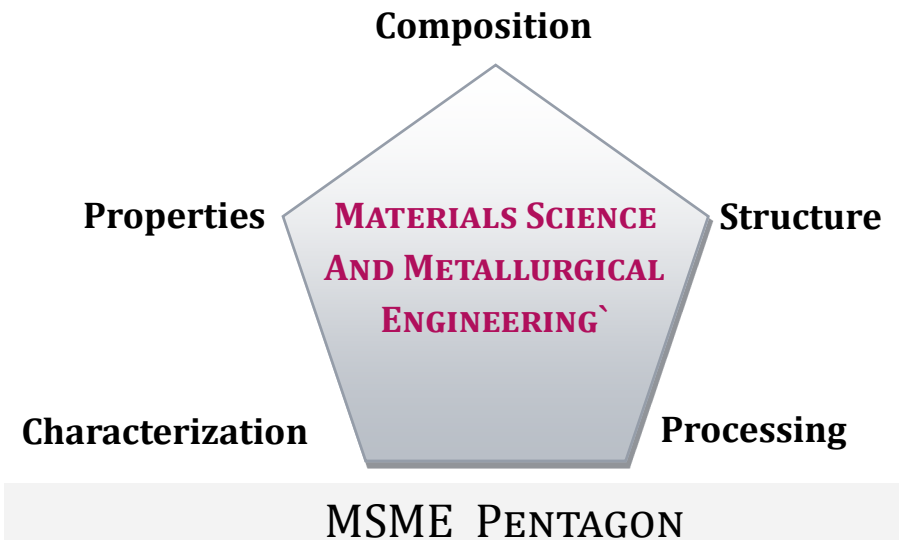 Composition
Properties
Materials Science
And Metallurgical
Engineering`
Structure
Characterization
Processing
MSME Pentagon